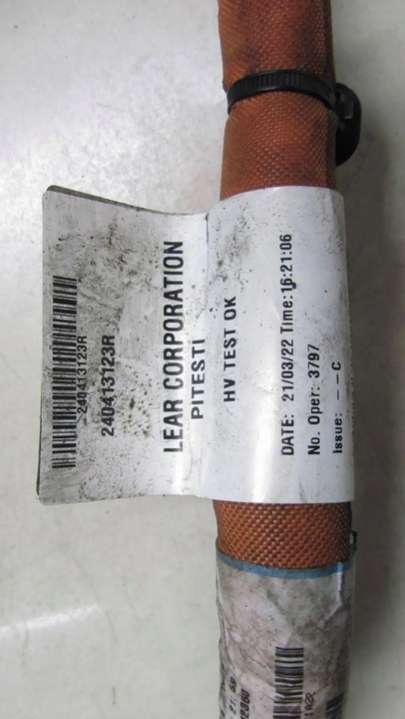 240413123R
240413123R
LEAR CORPORATION
PITESTI
HV TEST OK
DATE: 21/03/22 Time:16:21:06
No. Oper: 3797
Issue: --C